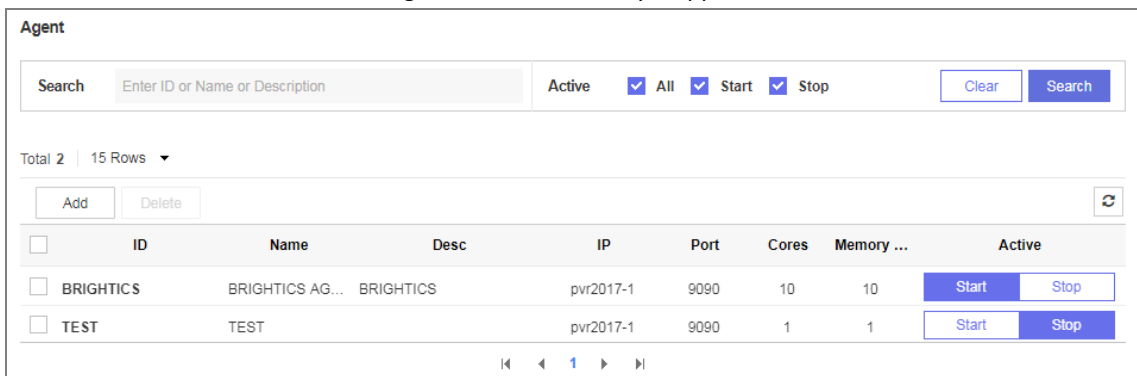 Agent
Search Enter ID or Name or Description Active All Start Stop Clear Search
Total 2 15 Rows
Add Delete
ID Name Desc IP Port Cores Memory ... Active
BRIGHTICS BRIGHTICS AG... BRIGHTICS pvr2017-1 9090 10 10 Start Stop
TEST TEST pvr2017-1 9090 1 1 Start Stop
1